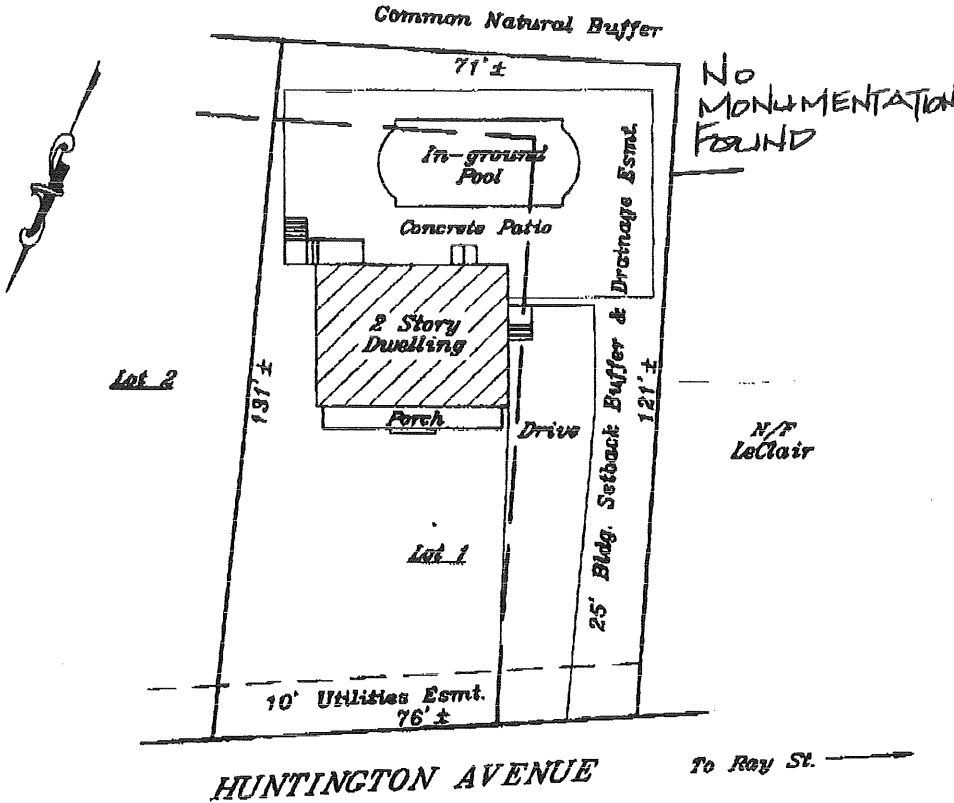 Common Natural Buffer
71'±
NO
MONUMENTATION
FOUND
In-ground
Pool
Concrete Patio
2 Story
Dwelling
Lot 2
131'±
Porch
Drive
25' Bldg. Setback Buffer & Drainage Esmt.
121'±
N/F
LeClair
Lot 1
10' Utilities Esmt.
76'±
HUNTINGTON AVENUE
To Ray St.